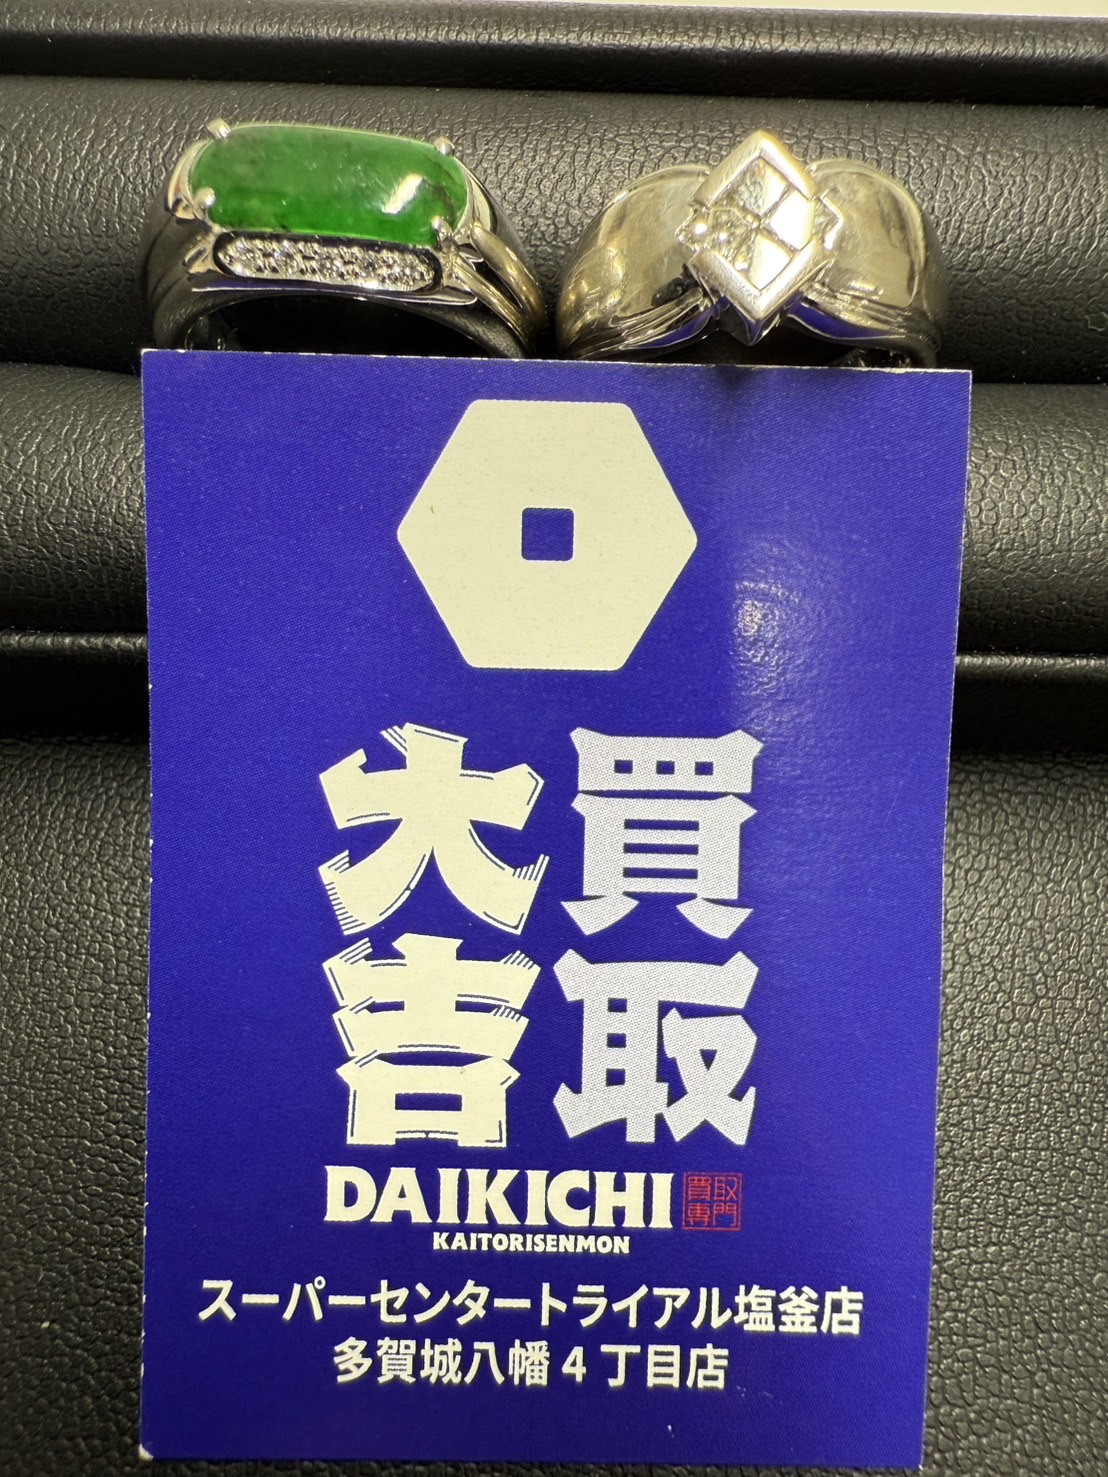 買取
大吉
DAIKICHI
買取
専門
KAITORISENMON
スーパーセンタートライアル塩釜店
多賀城八幡4丁目店